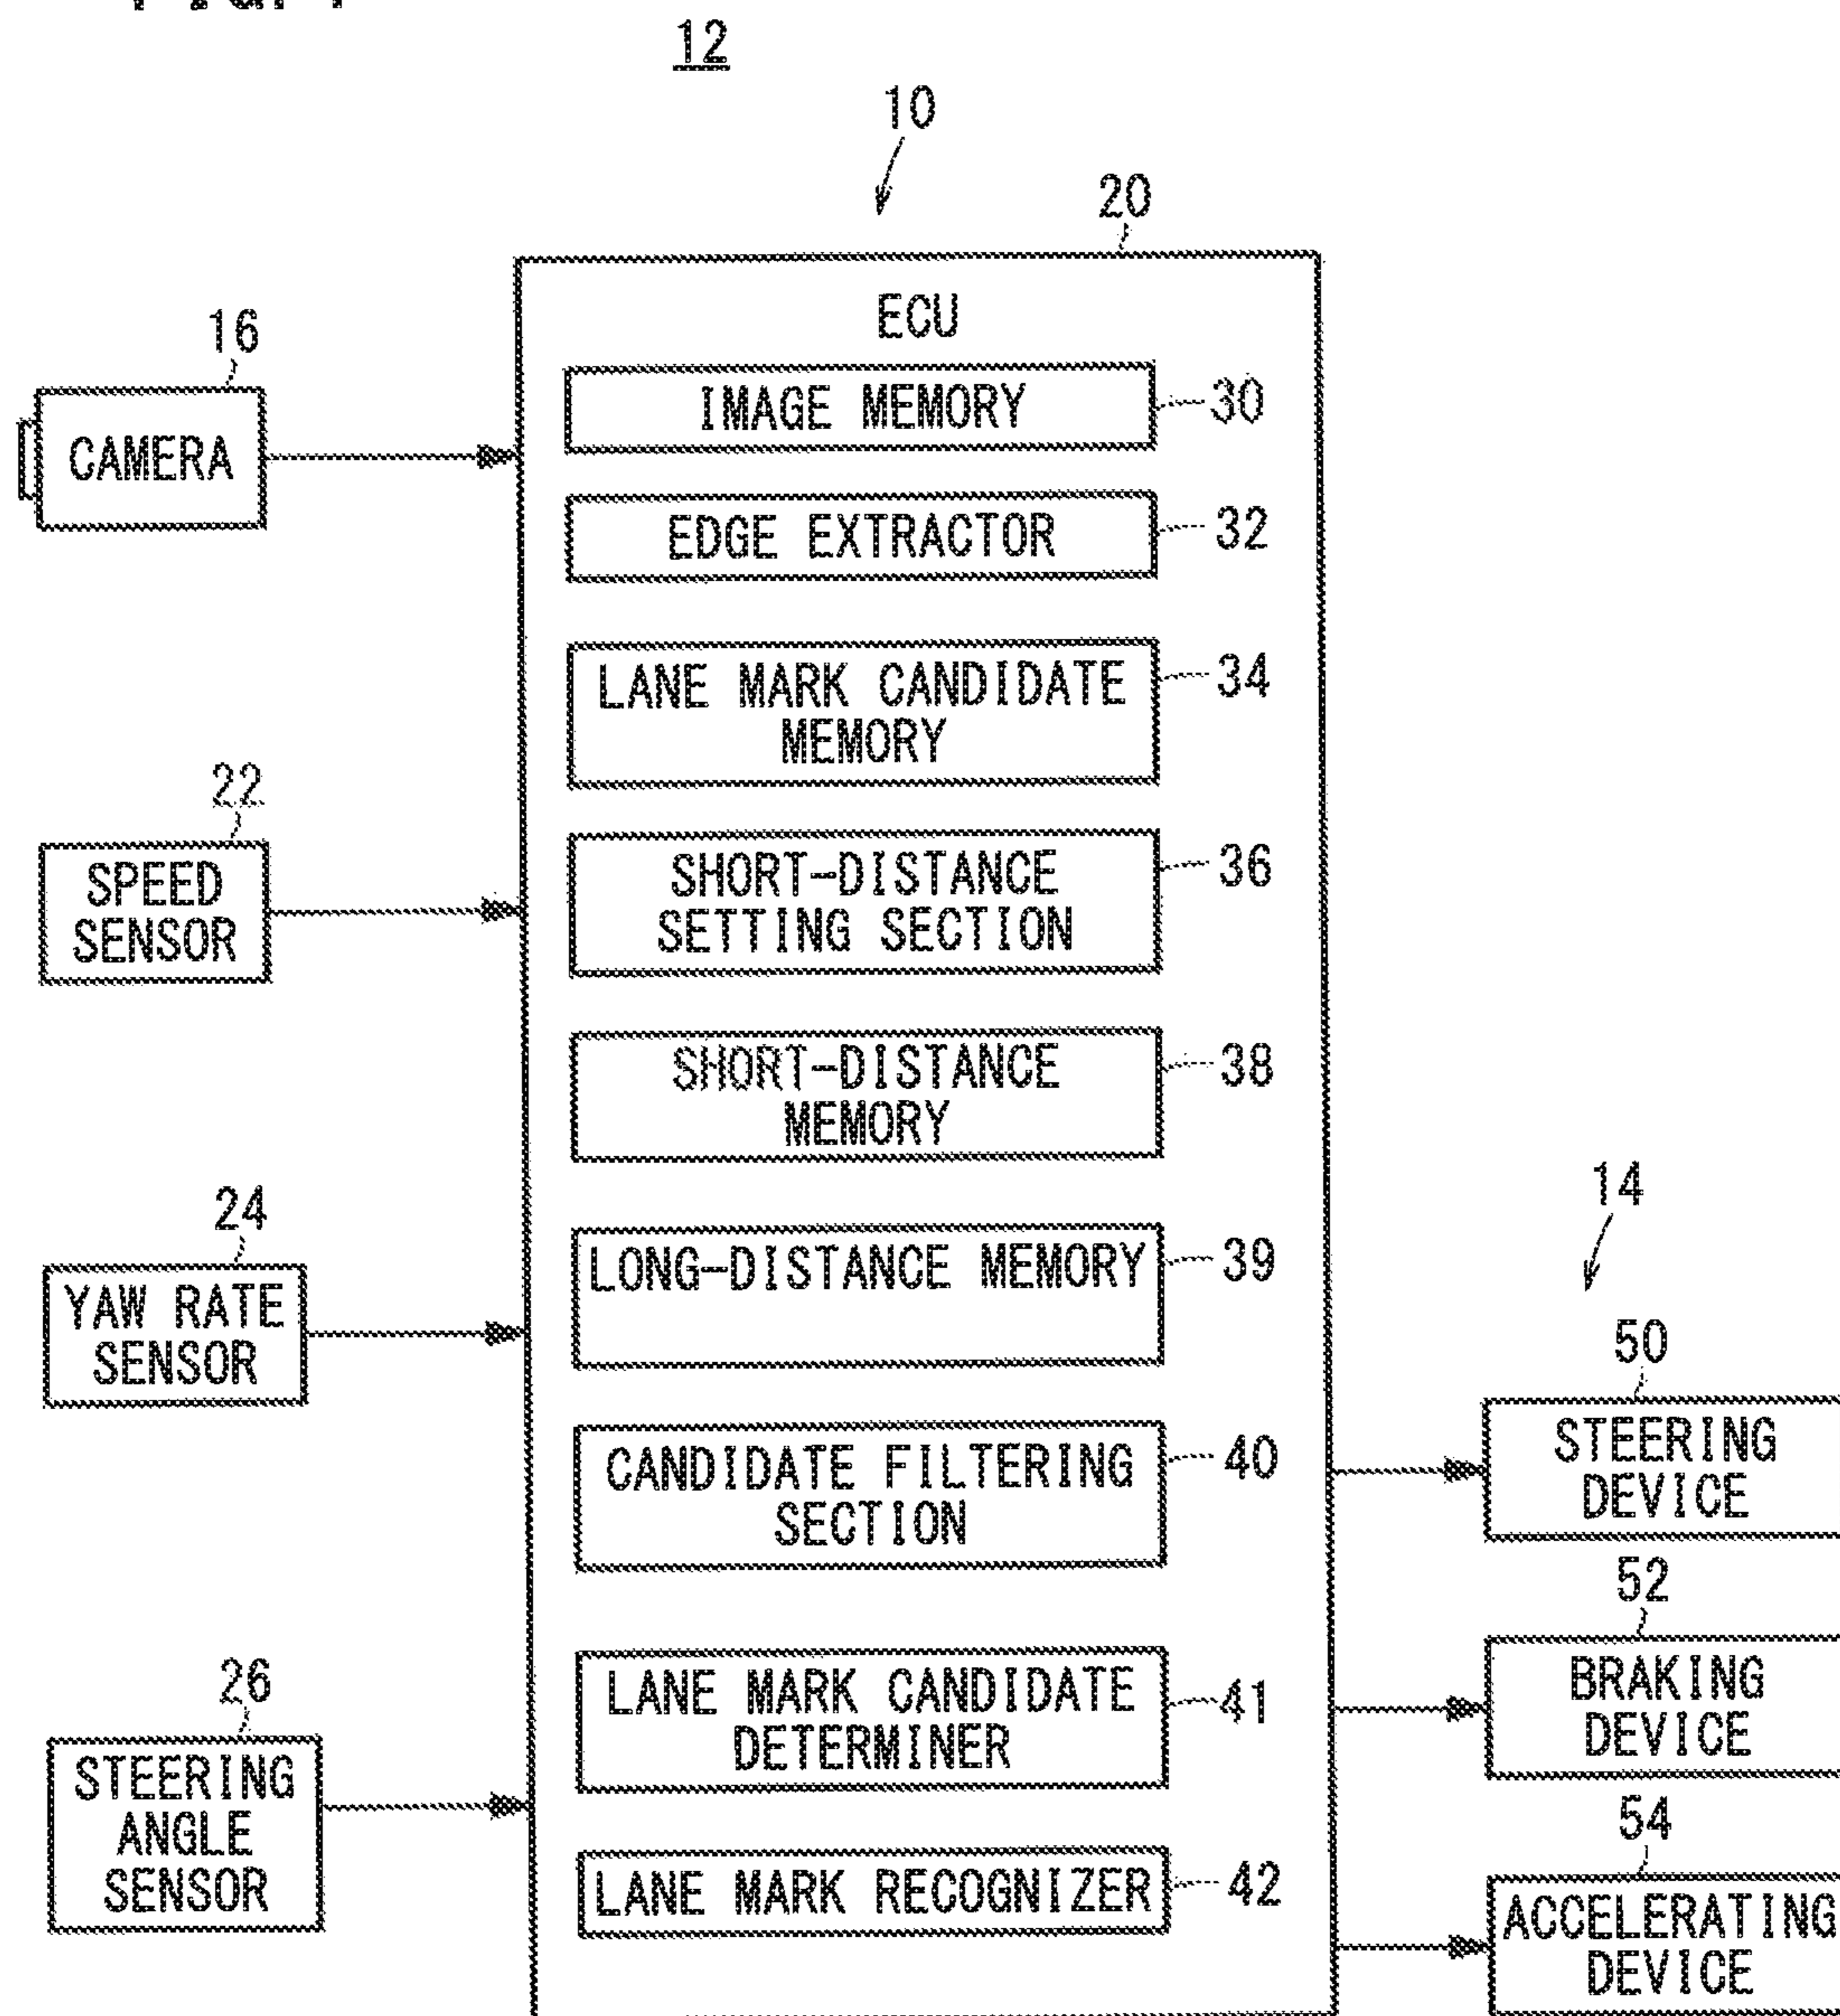 12
10
20
ECU
16
CAMERA
IMAGE MEMORY
30
EDGE EXTRACTOR
32
LANE MARK CANDIDATE
MEMORY
34
22
SPEED
SENSOR
SHORT-DISTANCE
SETTING SECTION
36
SHORT-DISTANCE
MEMORY
38
24
YAW RATE
SENSOR
LONG-DISTANCE MEMORY
39
14
CANDIDATE FILTERING
SECTION
40
50
STEERING
DEVICE
26
STEERING
ANGLE
SENSOR
LANE MARK CANDIDATE
DETERMINER
41
52
BRAKING
DEVICE
LANE MARK RECOGNIZER
42
54
ACCELERATING
DEVICE